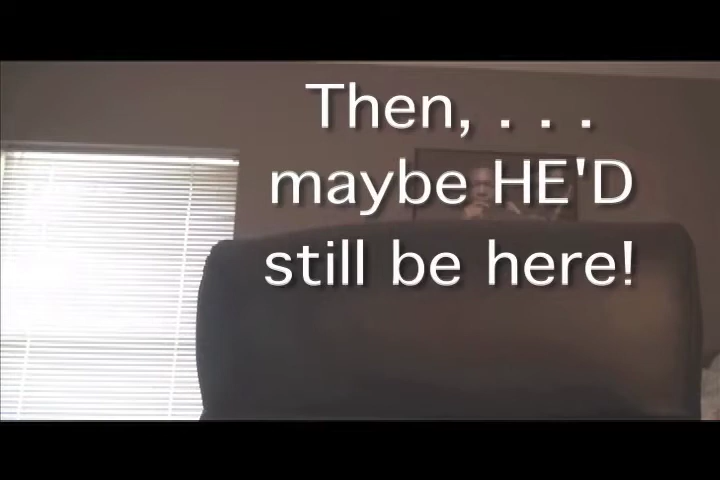 Then, . . .
maybe HE'D
still be here!